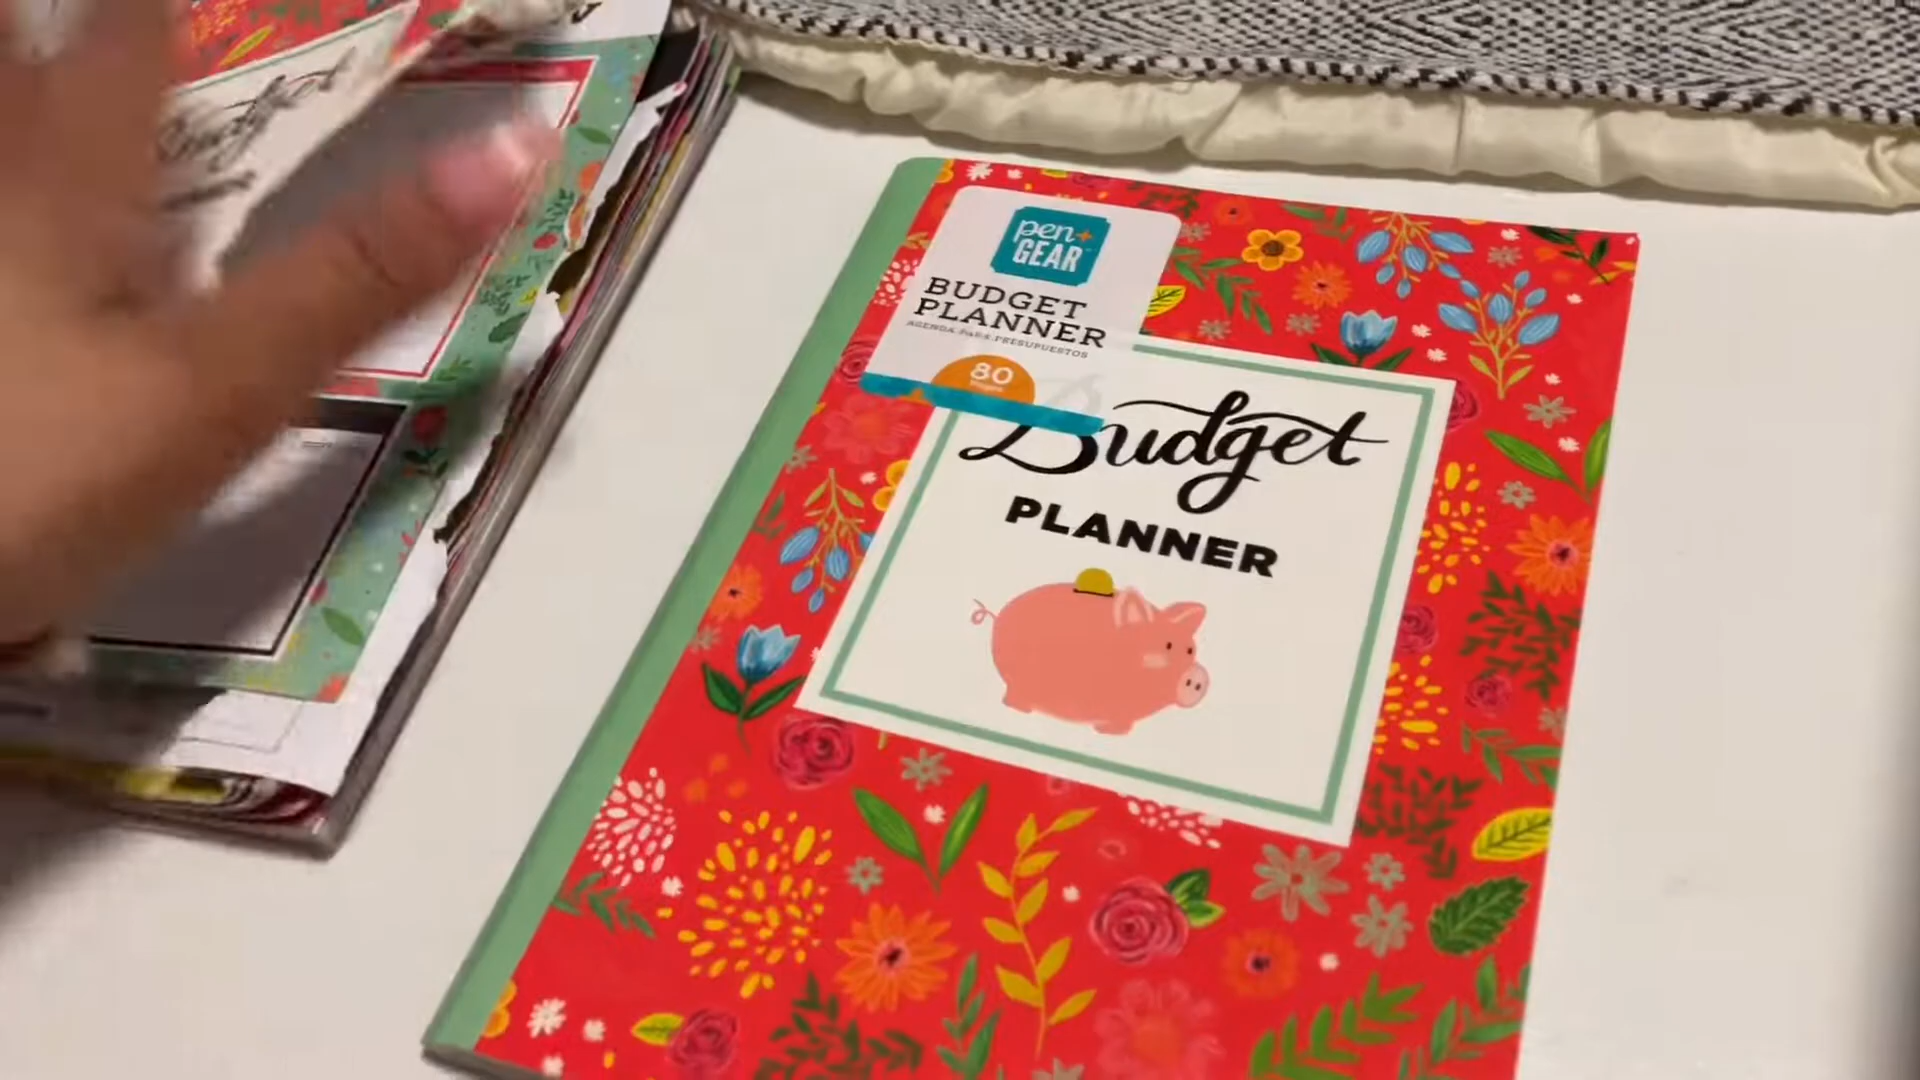 pen+
GEAR
BUDGET
PLANNER
AGENDA PARA PRESUPUESTOS
80
Budget
PLANNER